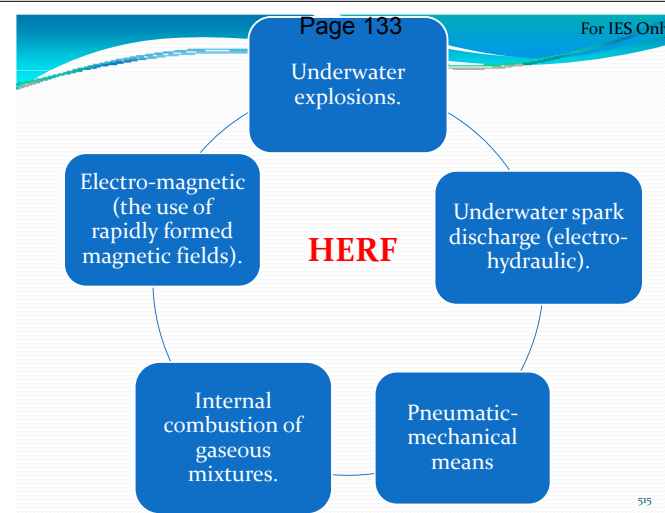 Page 133
For IES Onl
Underwater
explosions.
Electro-magnetic
(the use of
rapidly formed
magnetic fields).
HERF
Underwater spark
discharge (electro-
hydraulic).
Internal
combustion of
gaseous
mixtures.
Pneumatic-
mechanical
means
515